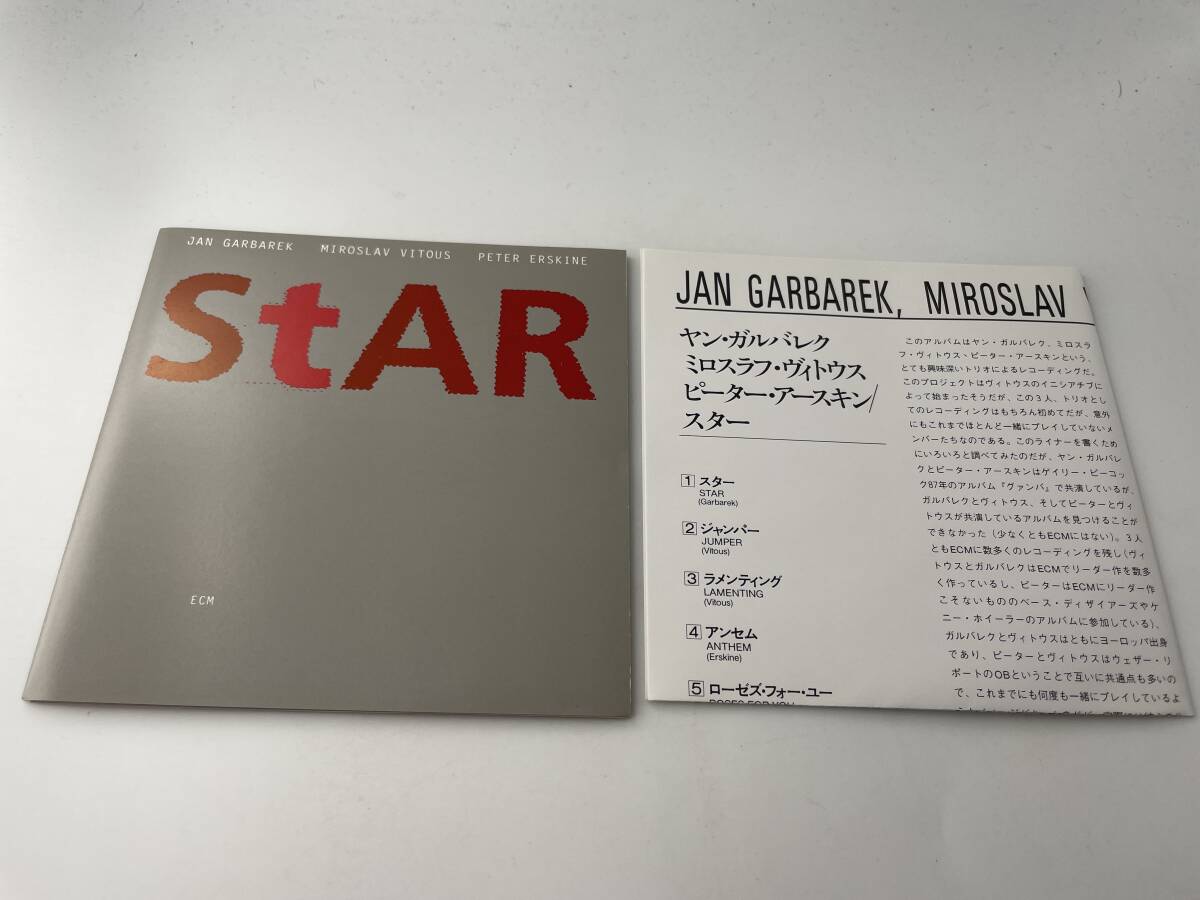 JAN GARBAREK MIROSLAV VITOUS PETER ERSKINE
StAR
ECM
JAN GARBAREK, MIROSLAV
ヤン・ガルバレク
ミロスラフ・ヴィトウス
ピーター・アースキン/
スター
1 スター
STAR
(Garbarek)
2 ジャンパー
JUMPER
(Vitous)
3 ラメンティング
LAMENTING
(Vitous)
4 アンセム
ANTHEM
(Erskine)
5 ローゼズ・フォー・ユー
ROSES FOR YOU
このアルバムはヤン・ガルバレク、ミロスラ
フ・ヴィトウス、ピーター・アースキンという、
とても興味深いトリオによるレコーディングだ。
このプロジェクトはヴィトウスのイニシアチブに
よって始まったそうだが、この3人、トリオとし
てのレコーディングはもちろん初めてだが、意外
にもこれまでほとんど一緒にプレイしていないメ
ンバーたちなのである。このライナーを書くため
にいろいろと調べてみたのだが、ヤン・ガルバレ
クとピーター・アースキンはゲイリー・ピーコッ
ク87年のアルバム『グァンバ』で共演しているが、
ガルバレクとヴィトウス、そしてピーターとヴィ
トウスが共演しているアルバムを見つけることが
できなかった（少なくともECMにはない）。3人
ともECMに数多くのレコーディングを残し（ヴィ
トウスとガルバレクはECMでリーダー作を数多
く作っているし、ピーターはECMにリーダー作
こそないもののベース・ディザイアーズやケ
ニー・ホイーラーのアルバムに参加している）、
ガルバレクとヴィトウスはともにヨーロッパ出身
であり、ピーターとヴィトウスはウェザー・リ
ポートのOBということで互いに共通点も多いの
で、これまでにも何度も一緒にプレイしているよ